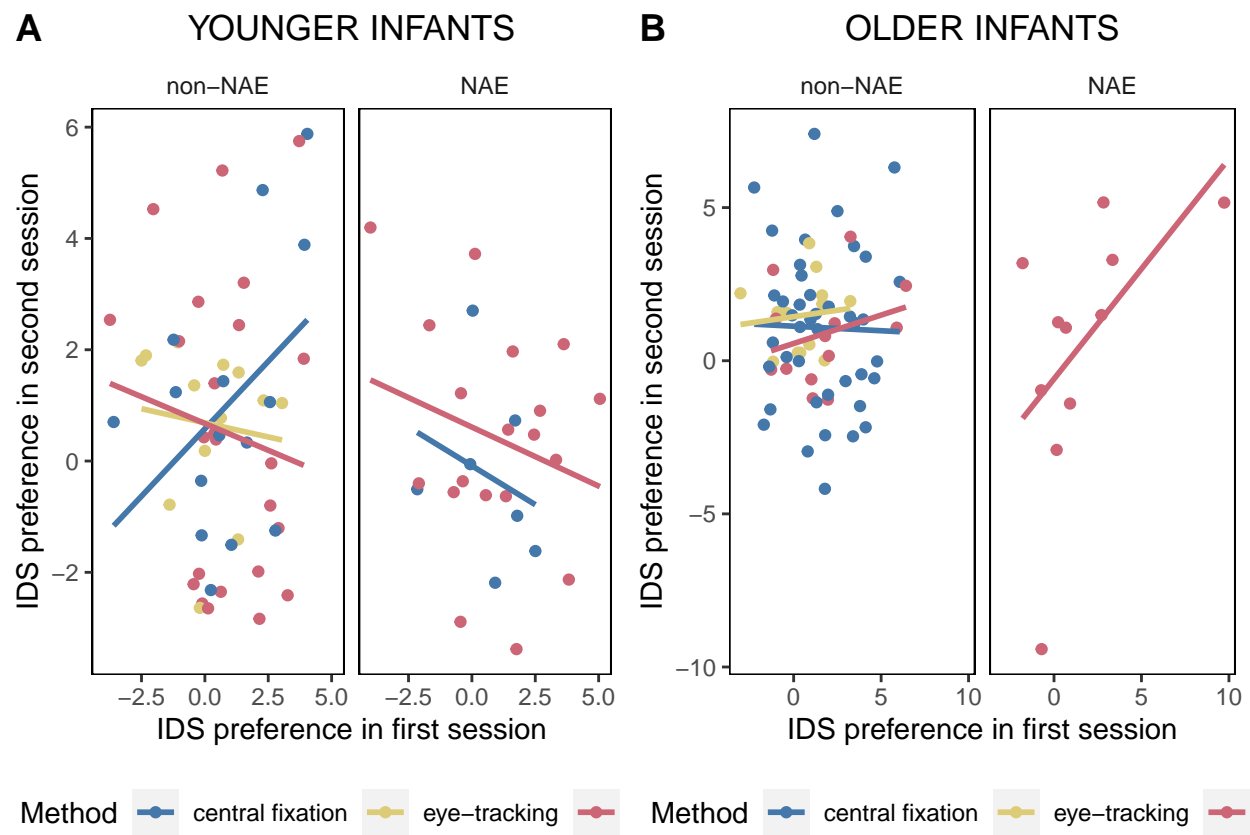 A YOUNGER INFANTS
non−NAE NAE
6
4
2
0
−2
IDS preference in second session
−2.5 0.0 2.5 5.0 −2.5 0.0 2.5 5.0
IDS preference in first session
Method central fixation eye−tracking
B OLDER INFANTS
non−NAE NAE
5
0
−5
−10
IDS preference in second session
0 5 10 0 5 10
IDS preference in first session
Method central fixation eye−tracking